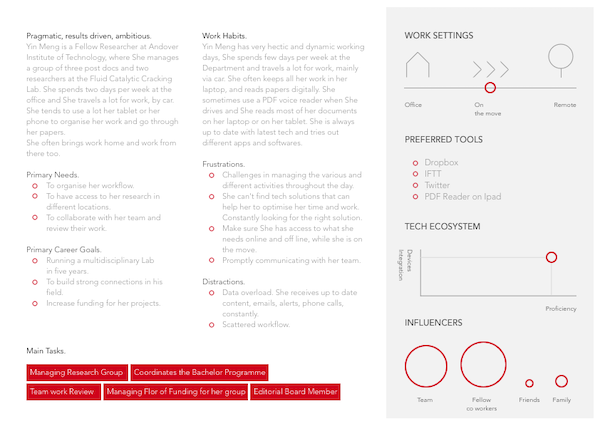 Pragmatic, results driven, ambitious.
Yin Meng is a Fellow Researcher at Andover
Institute of Technology, where She manages
a group of three post docs and two
researchers at the Fluid Catalytic Cracking
Lab. She spends two days per week at the
office and She travels a lot for work, by car.
She tends to use a lot her tablet or her
phone to organise her work and go through
her papers.
She often brings work home and work from
there too.
Primary Needs.
To organise her workflow.
To have access to her research in
different locations.
To collaborate with her team and
review their work.
Primary Career Goals.
Running a multidisciplinary Lab
in five years.
To build strong connections in his
field.
Increase funding for her projects.
Work Habits.
Yin Meng has very hectic and dynamic working
days, She spends few days per week at the
Department and travels a lot for work, mainly
via car. She often keeps all her work in her
laptop, and reads papers digitally. She
sometimes use a PDF voice reader when She
drives and She reads most of her documents
on her laptop or on her tablet. She is always
up to date with latest tech and tries out
different apps and softwares.
Frustrations.
Challenges in managing the various and
different activities throughout the day.
She can't find tech solutions that can
help her to optimise her time and work.
Constantly looking for the right solution.
Make sure She has access to what she
needs online and off line, while she is on
the move.
Promptly communicating with her team.
Distractions.
Data overload. She receives up to date
content, emails, alerts, phone calls,
constantly.
Scattered workflow.
Main Tasks.
Managing Research Group
Coordinates the Bachelor Programme
Team work Review
Managing Flor of Funding for her group
Editorial Board Member
WORK SETTINGS
Office
On
the move
Remote
PREFERRED TOOLS
Dropbox
IFTT
Twitter
PDF Reader on Ipad
TECH ECOSYSTEM
Devices
Integration
Proficiency
INFLUENCERS
Team
Fellow
co workers
Friends
Family